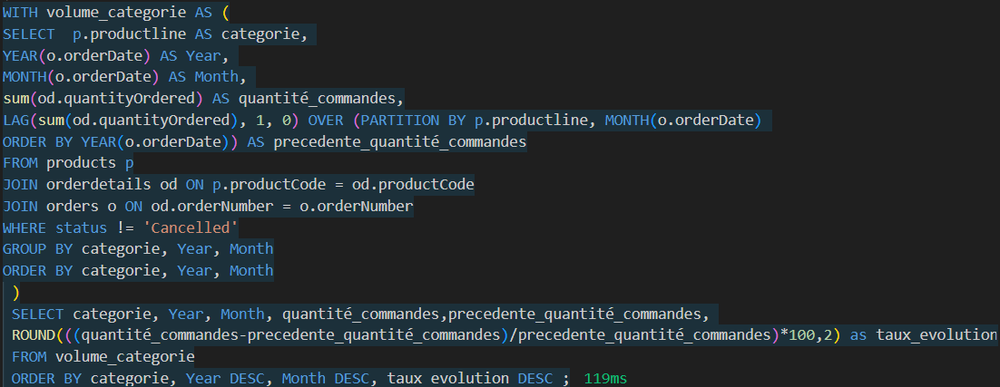 WITH volume_categorie AS (
SELECT  p.productline AS categorie,
YEAR(o.orderDate) AS Year,
MONTH(o.orderDate) AS Month,
sum(od.quantityOrdered) AS quantité_commandes,
LAG(sum(od.quantityOrdered), 1, 0) OVER (PARTITION BY p.productline, MONTH(o.orderDate)
ORDER BY YEAR(o.orderDate)) AS precedente_quantité_commandes
FROM products p
JOIN orderdetails od ON p.productCode = od.productCode
JOIN orders o ON od.orderNumber = o.orderNumber
WHERE status != 'Cancelled'
GROUP BY categorie, Year, Month
ORDER BY categorie, Year, Month
)
SELECT categorie, Year, Month, quantité_commandes,precedente_quantité_commandes,
ROUND(((quantité_commandes-precedente_quantité_commandes)/precedente_quantité_commandes)*100,2) as taux_evolution
FROM volume_categorie
ORDER BY categorie, Year DESC, Month DESC, taux_evolution DESC ; 119ms